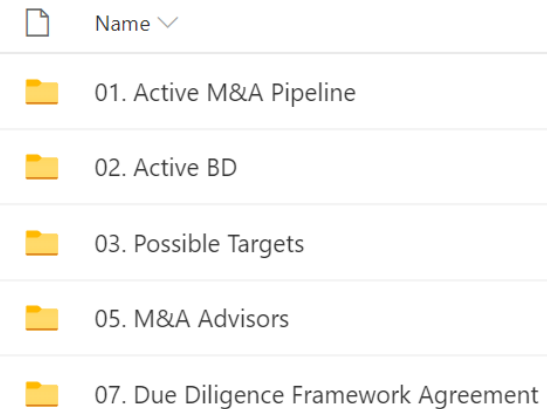 Name
01. Active M&A Pipeline
02. Active BD
03. Possible Targets
05. M&A Advisors
07. Due Diligence Framework Agreement